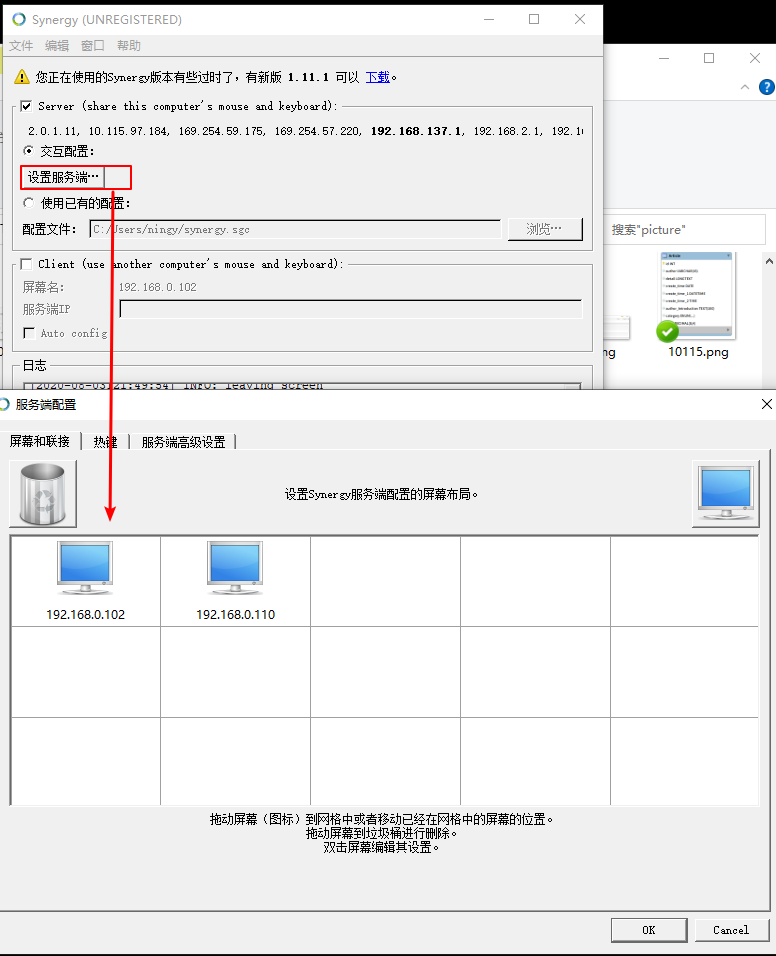 Synergy (UNREGISTERED)
文件 编辑 窗口 帮助
您正在使用的Synergy版本有些过时了，有新版 1.11.1 可以 下载。
Server (share this computer's mouse and keyboard):
2.0.1.11, 10.115.97.184, 169.254.59.175, 169.254.57.220, 192.168.137.1, 192.168.2.1,
交互配置:
设置服务端…
使用已有的配置:
配置文件: C:/Users/ningy/synergy.sgc 浏览…
搜索"picture"
Client (use another computer's mouse and keyboard):
屏幕名: 192.168.0.102
服务端IP
Auto config
10115.png
日志
[2020-08-03T21:49:54] INFO: leaving screen
服务端配置
屏幕和联接 热键 服务端高级设置
设置Synergy服务端配置的屏幕布局。
192.168.0.102 192.168.0.110
拖动屏幕（图标）到网格中或者移动已经在网格中的屏幕的位置。
拖动屏幕到垃圾桶进行删除。
双击屏幕编辑其设置。
OK Cancel